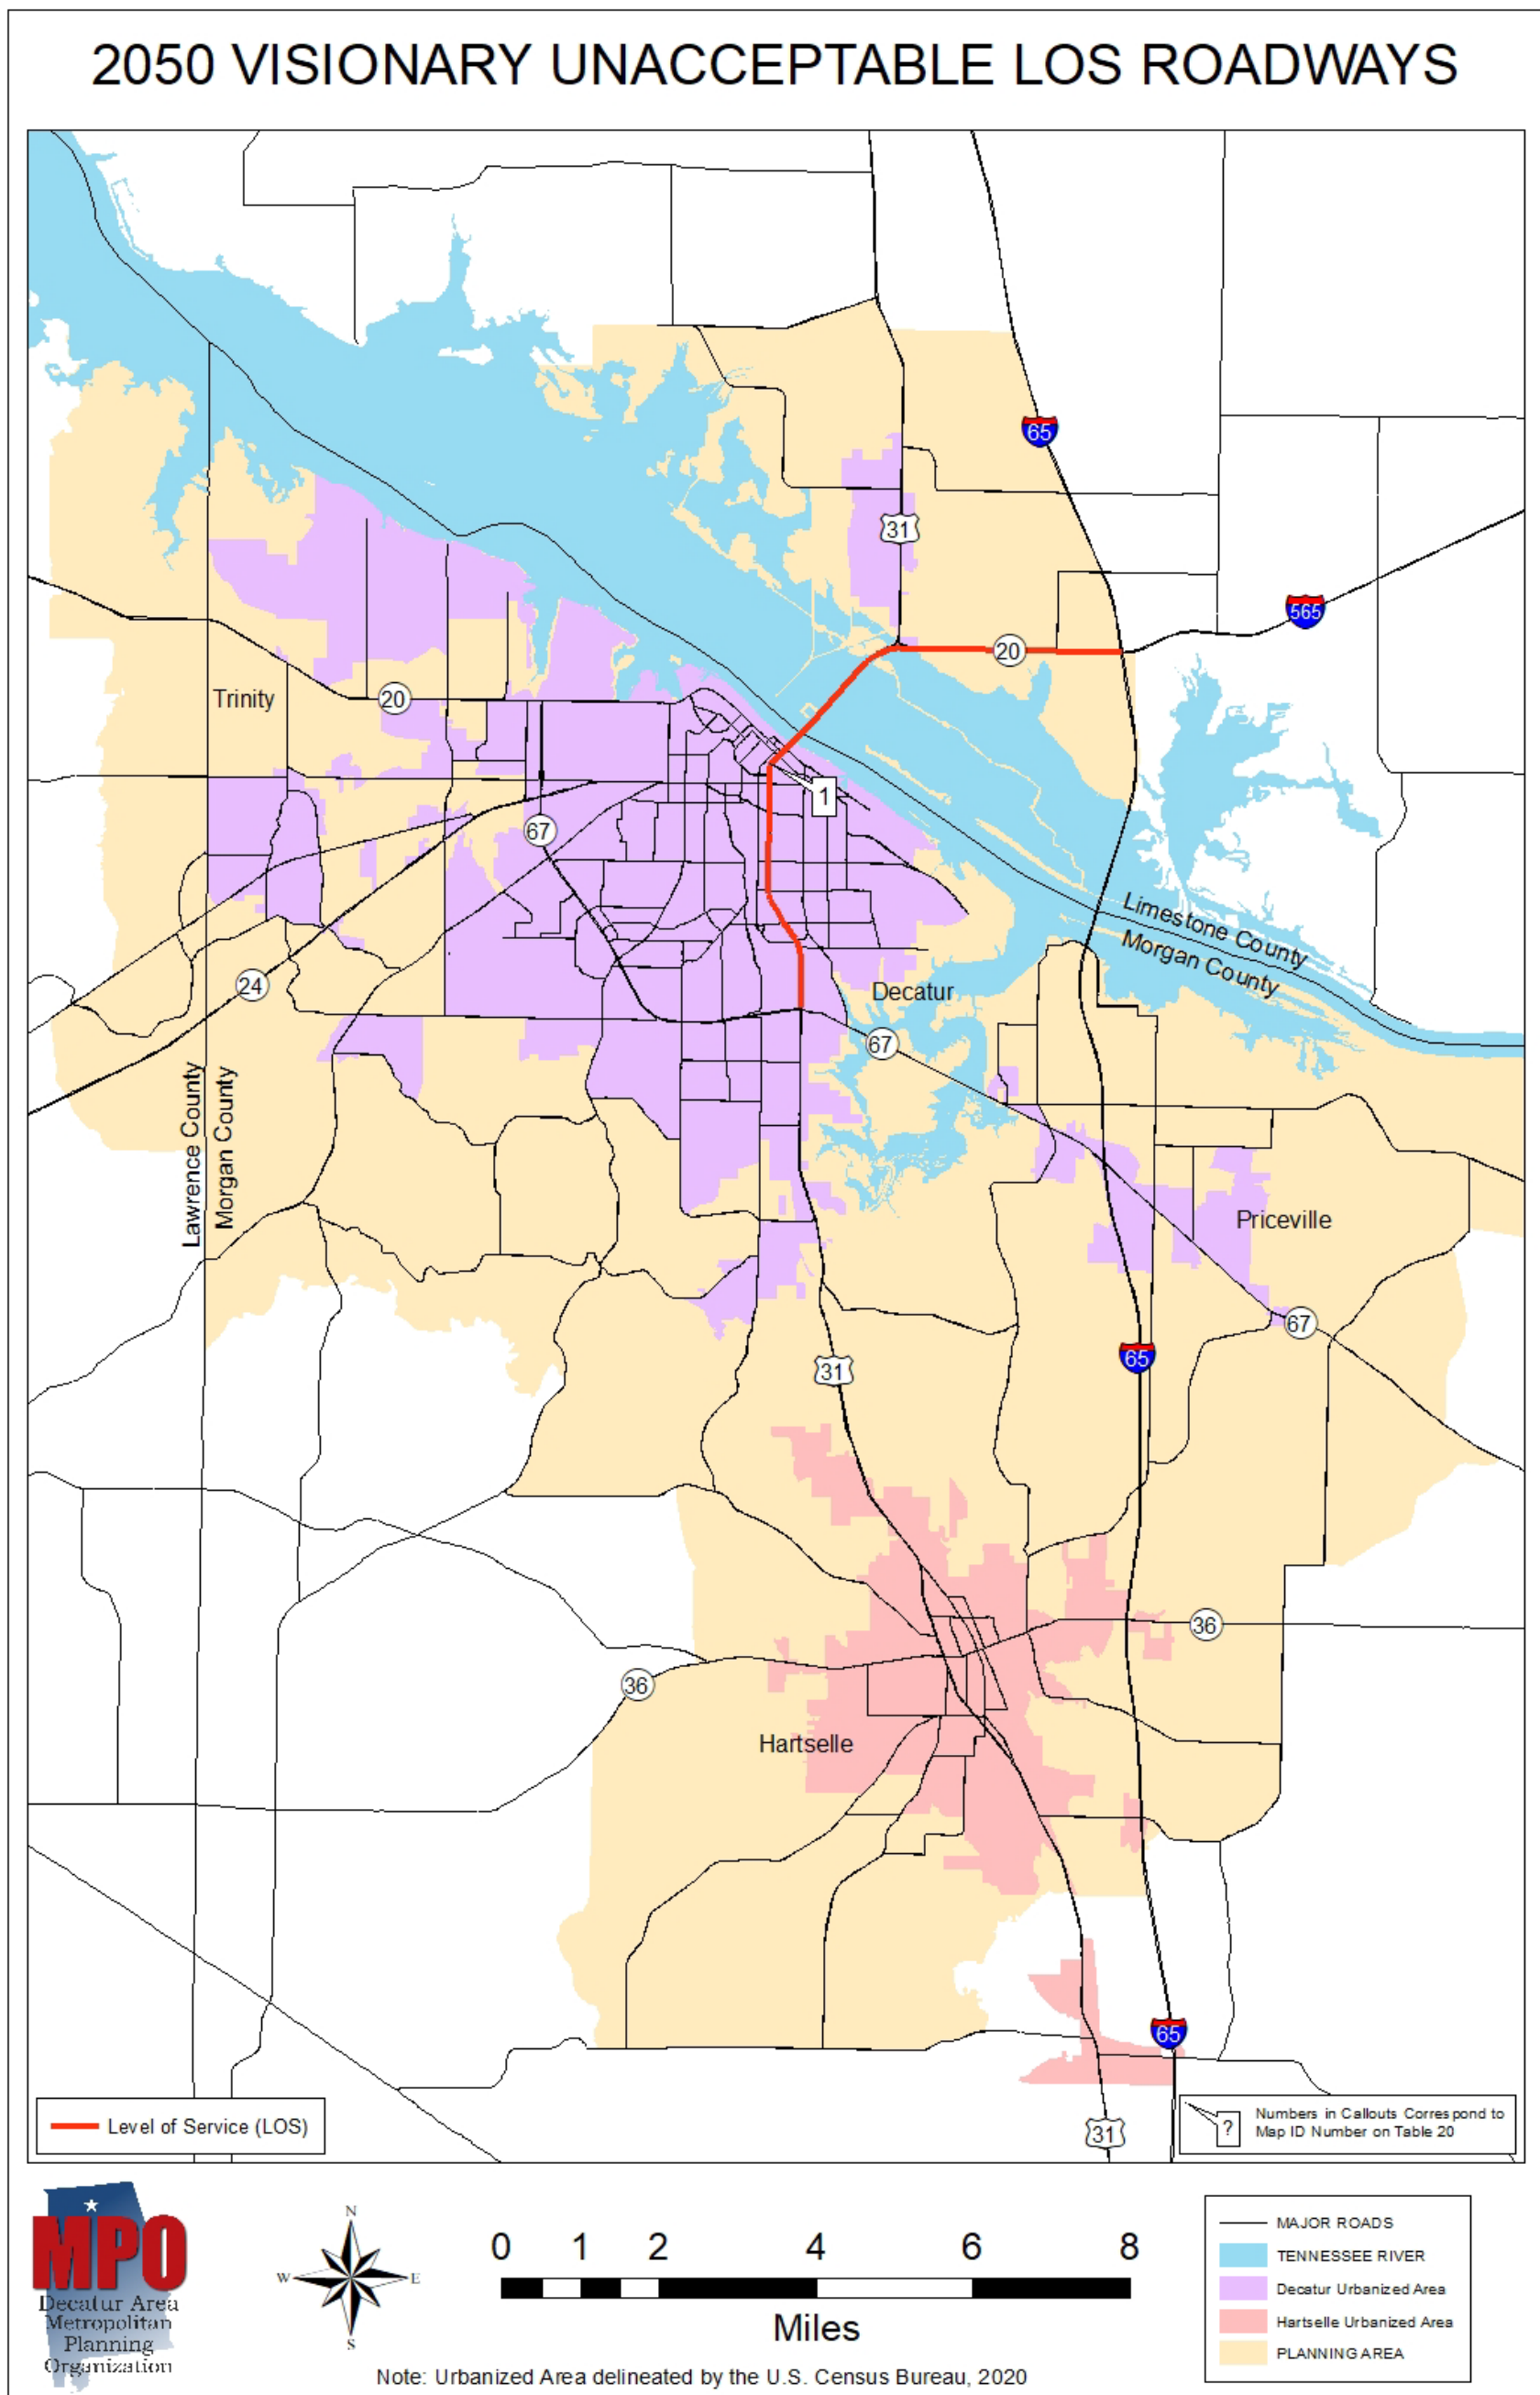 2050 VISIONARY UNACCEPTABLE LOS ROADWAYS
65
31
565
20
Trinity
20
1
67
Limestone County
Morgan County
24
Decatur
67
Lawrence County
Morgan County
Priceville
67
31
65
36
36
Hartselle
65
31
Level of Service (LOS)
?
Numbers in Callouts Correspond to
Map ID Number on Table 20
MPO
Decatur Area
Metropolitan
Planning
Organization
N
W
E
S
0 1 2 4 6 8
Miles
Note: Urbanized Area delineated by the U.S. Census Bureau, 2020
MAJOR ROADS
TENNESSEE RIVER
Decatur Urbanized Area
Hartselle Urbanized Area
PLANNING AREA